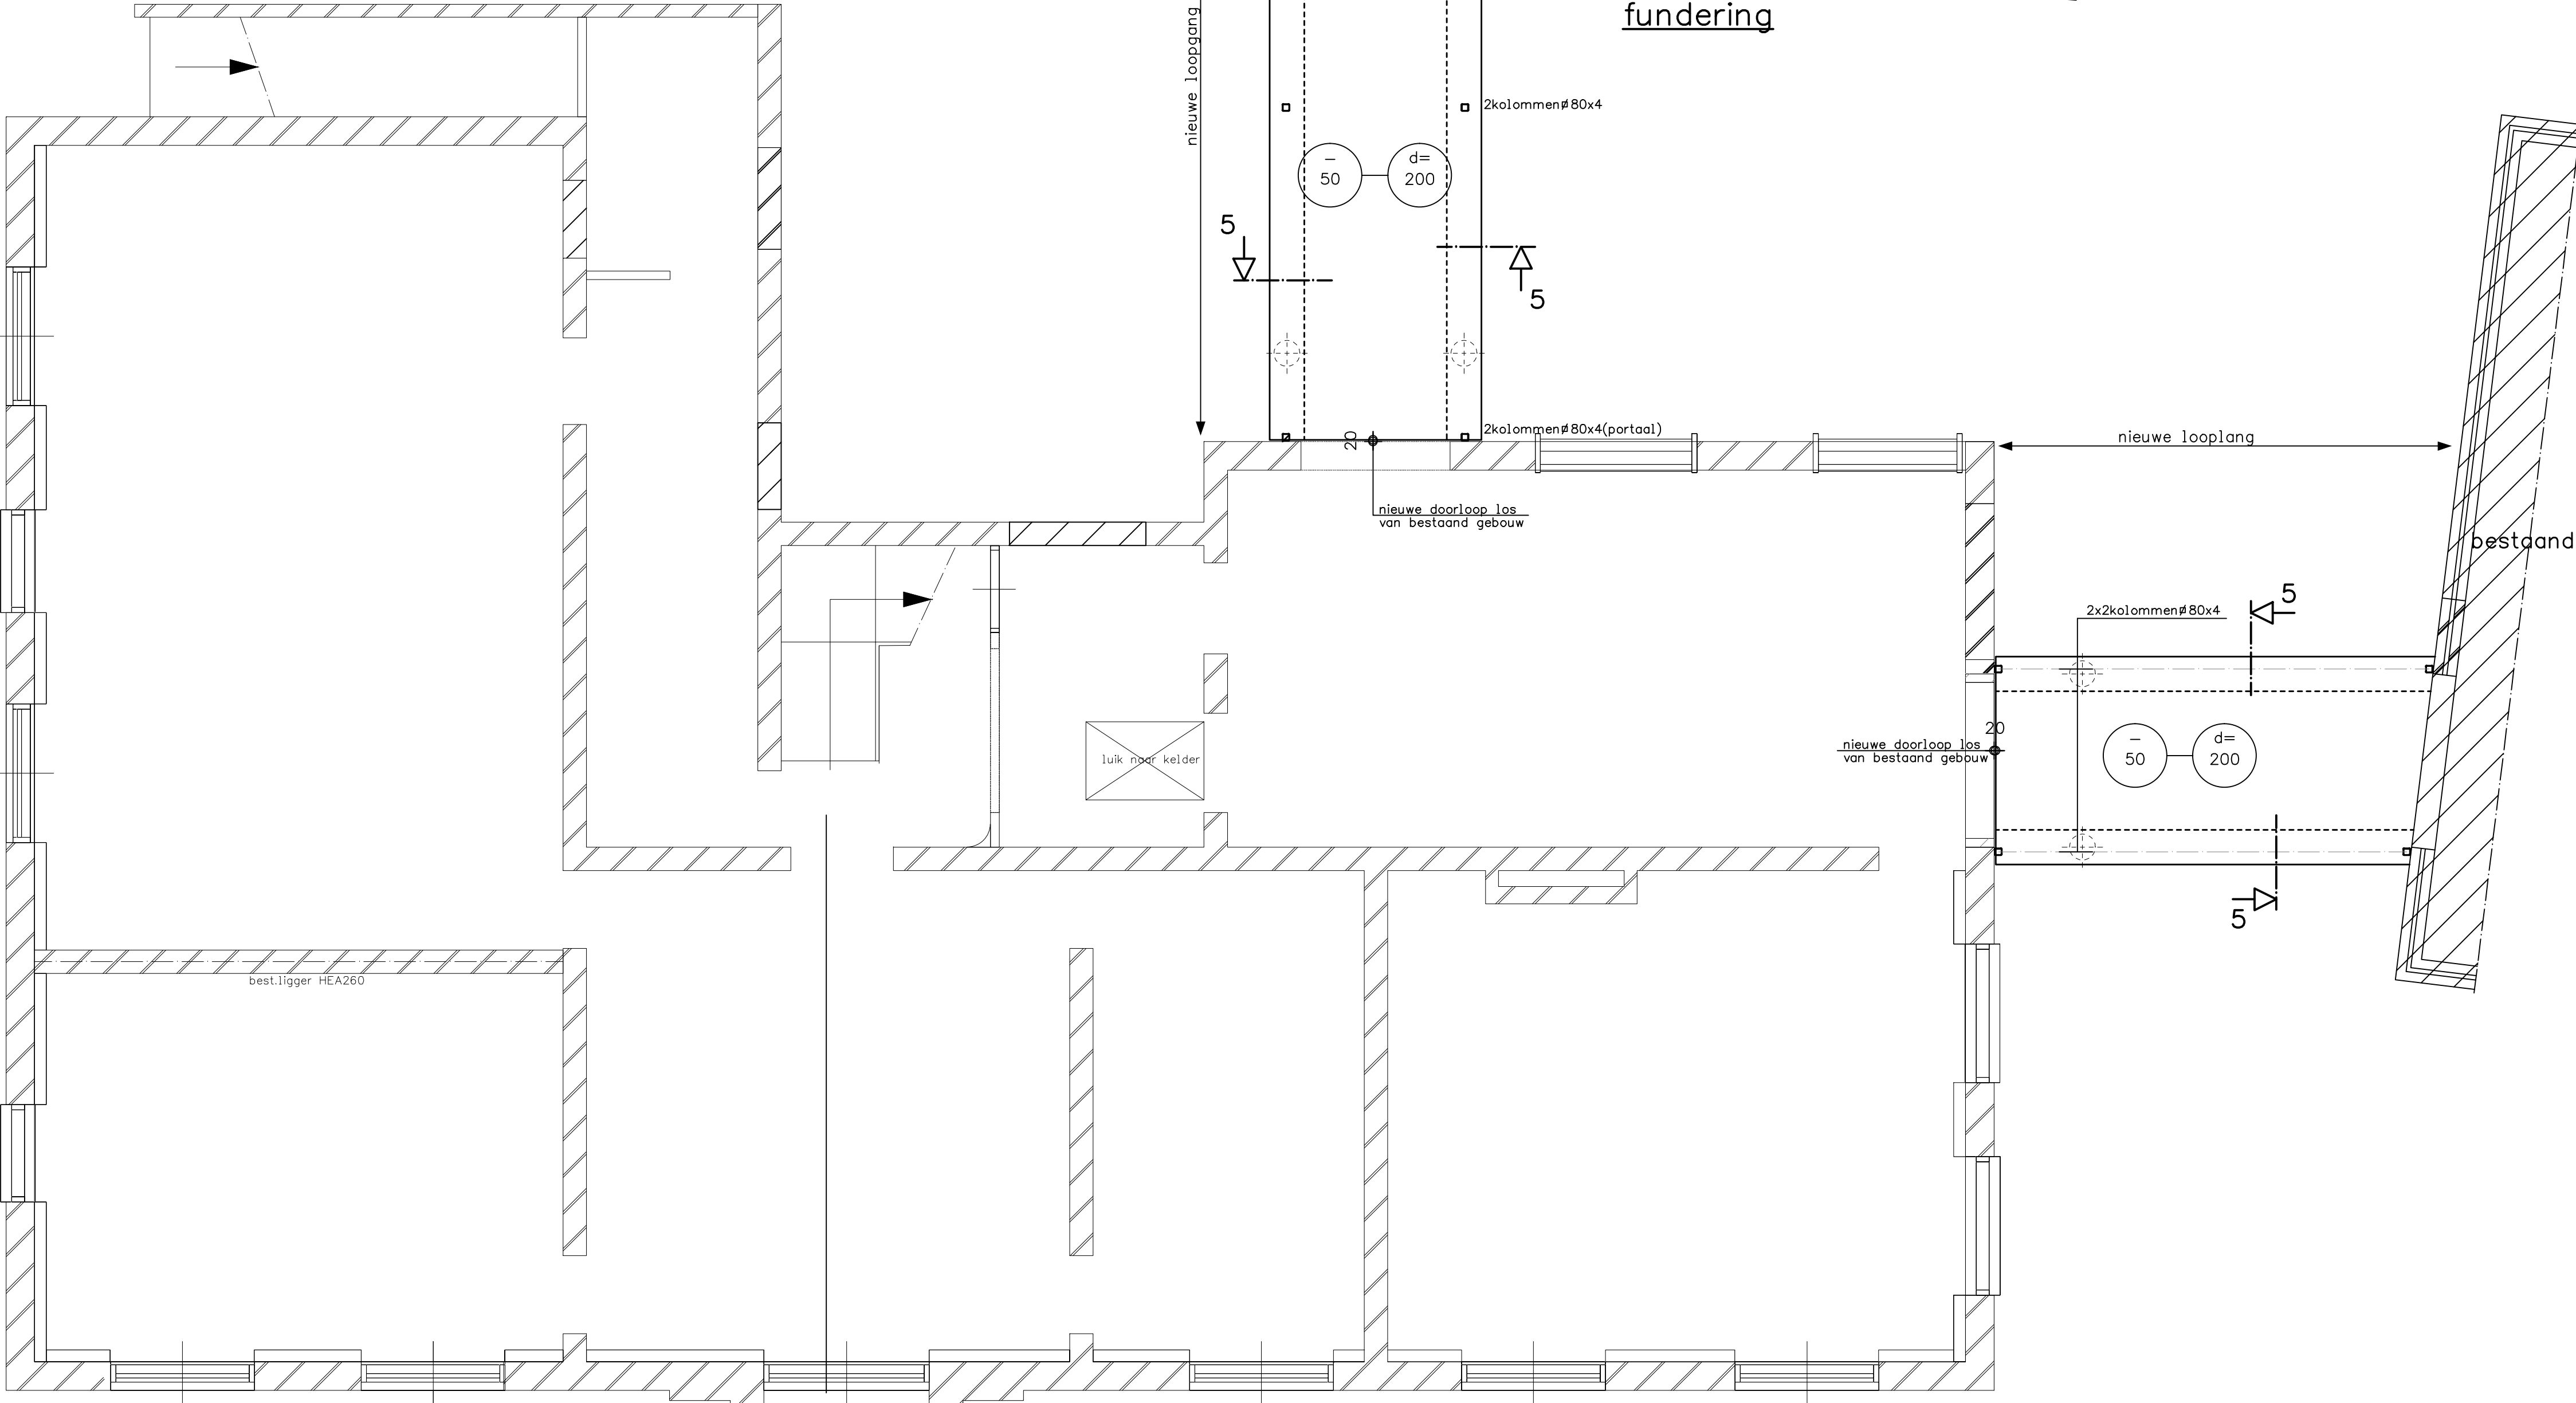 fundering
nieuwe loopgang
2kolommen⌀80x4
-
50
d=
200
5
5
2kolommen⌀80x4(portaal)
20
nieuwe doorloop los
van bestaand gebouw
nieuwe looplang
bestaand
5
2x2kolommen⌀80x4
20
nieuwe doorloop los
van bestaand gebouw
-
50
d=
200
luik naar kelder
5
best.ligger HEA260